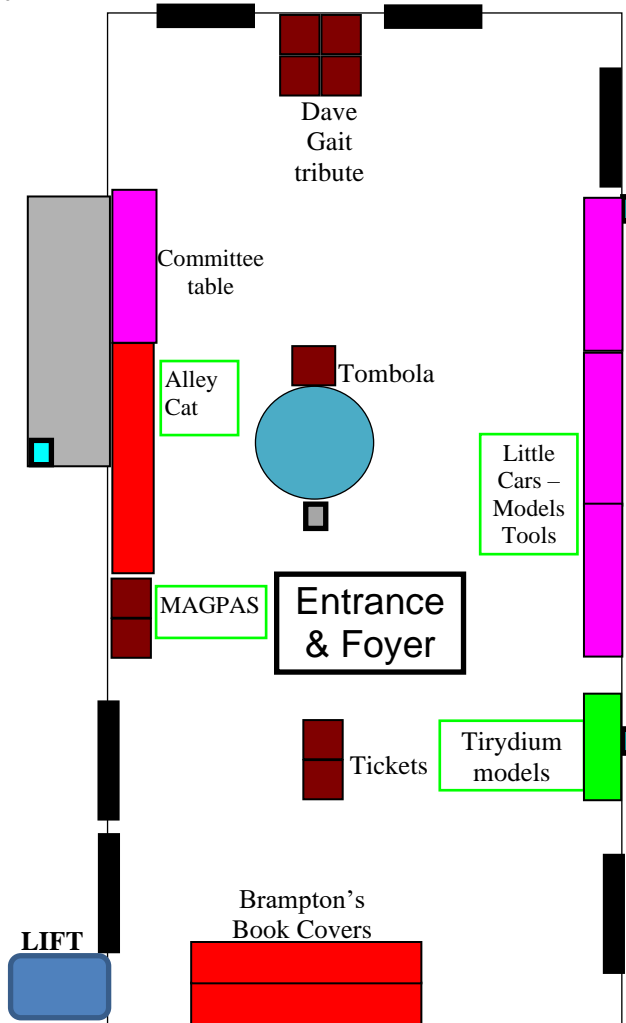 Dave
Gait
tribute
Committee
table
Alley
Cat
Tombola
Little
Cars –
Models
Tools
MAGPAS
Entrance
& Foyer
Tickets
Tirydium
models
Brampton’s
Book Covers
LIFT